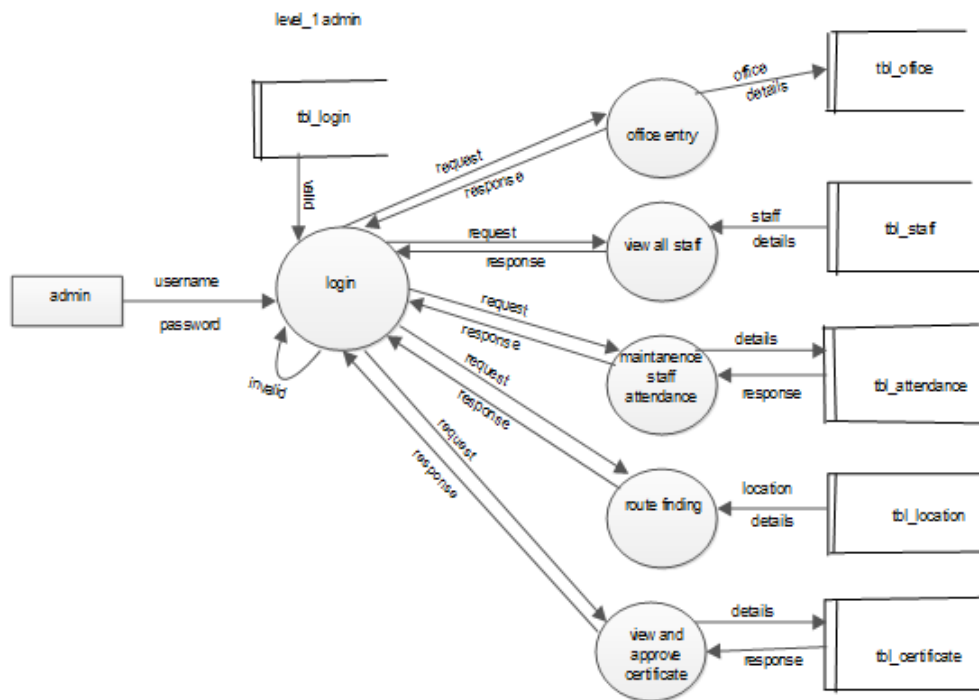 level_1 admin
tbl_login
valid
admin
username
password
login
invalid
request
response
office entry
office
details
tbl_office
request
response
view all staff
staff
details
tbl_staff
request
response
maintanence
staff
attendance
details
response
tbl_attendance
request
response
route finding
location
details
tbl_location
request
response
view and
approve
certificate
details
response
tbl_certificate